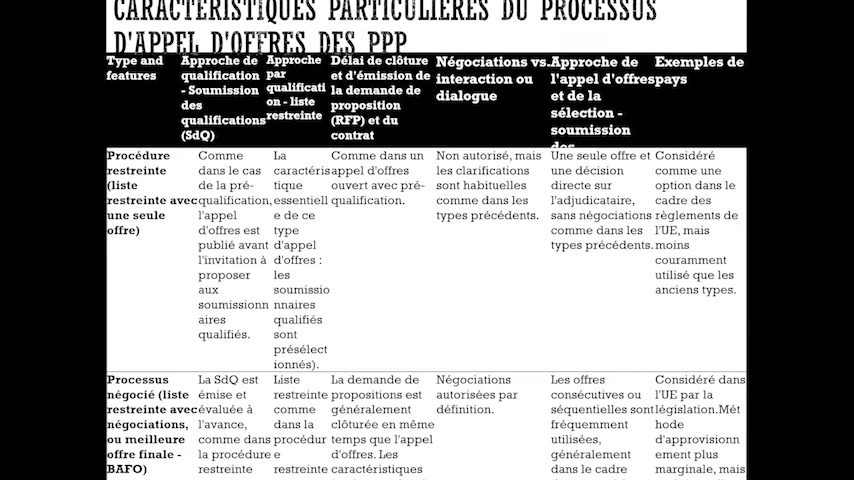 CARACTÉRISTIQUES PARTICULIÈRES DU PROCESSUS
D'APPEL D'OFFRES DES PPP
Type and
features
Approche de
qualification
- Soumission
des
qualifications
(SdQ)
Approche
par
qualificati
on - liste
restreinte
Délai de clôture
et d'émission de
la demande de
proposition
(RFP) et du
contrat
Négociations vs.
interaction ou
dialogue
Approche de
l'appel d'offres
et de la
sélection -
soumission
des
Exemples de
pays
Procédure
restreinte
(liste
restreinte avec
une seule
offre)
Comme
dans le cas
de la pré-
qualification,
l'appel
d'offres est
publié avant
l'invitation à
proposer
aux
soumissionn
aires
qualifiés.
La
caractéris
tique
essentiell
e de ce
type
d'appel
d'offres :
les
soumissio
nnaires
qualifiés
sont
présélect
ionnés).
Comme dans un
appel d'offres
ouvert avec pré-
qualification.
Non autorisé, mais
les clarifications
sont habituelles
comme dans les
types précédents.
Une seule offre et
une décision
directe sur
l'adjudicataire,
sans négociations
comme dans les
types précédents.
Considéré
comme une
option dans le
cadre des
règlements de
l'UE, mais
moins
couramment
utilisé que les
anciens types.
Processus
négocié (liste
restreinte avec
négociations,
ou meilleure
offre finale -
BAFO)
La SdQ est
émise et
évaluée à
l'avance,
comme dans
la procédure
restreinte
Liste
restreinte
comme
dans la
procédur
e
restreinte
La demande de
propositions est
généralement
clôturée en même
temps que l'appel
d'offres. Les
caractéristiques
Négociations
autorisées par
définition.
Les offres
consécutives ou
séquentielles sont
fréquemment
utilisées,
généralement
dans le cadre
Considéré dans
l'UE par la
législation.Mét
hode
d'approvisionn
ement plus
marginale, mais